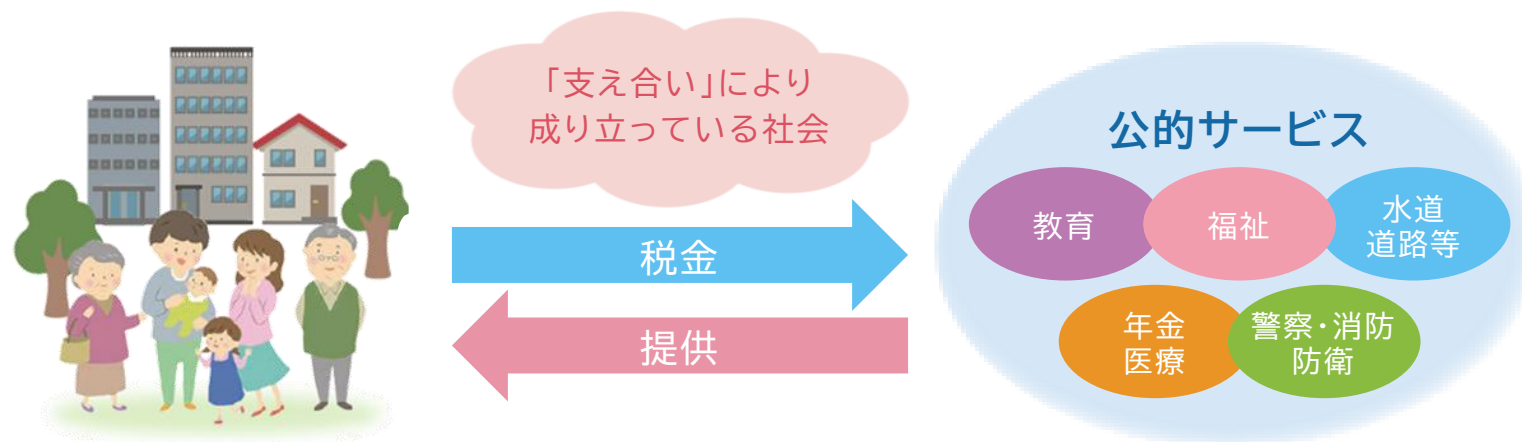 「支え合い」により
成り立っている社会
税金
提供
公的サービス
教育
福祉
水道
道路等
年金
医療
警察・消防
防衛